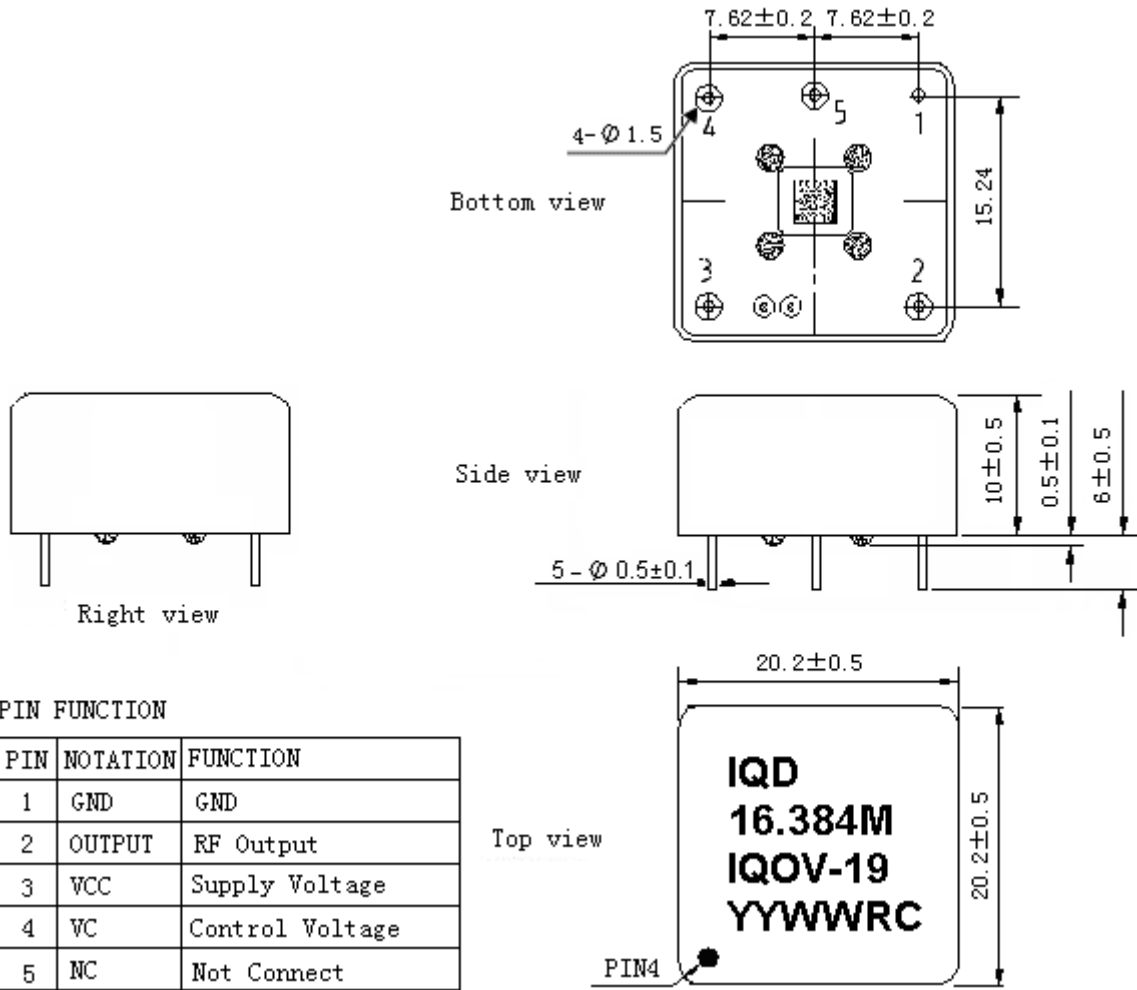 7.62±0.2 7.62±0.2
4 5 1
4-Φ1.5
15.24
Bottom view
3 2
Side view
10±0.5
0.5±0.1
6±0.5
5-Φ0.5±0.1
Right view
20.2±0.5
PIN FUNCTION
PIN NOTATION FUNCTION
1 GND GND
2 OUTPUT RF Output
3 VCC Supply Voltage
4 VC Control Voltage
5 NC Not Connect
Top view
IQD
16.384M
IQOV-19
YYWWRC
20.2±0.5
PIN4